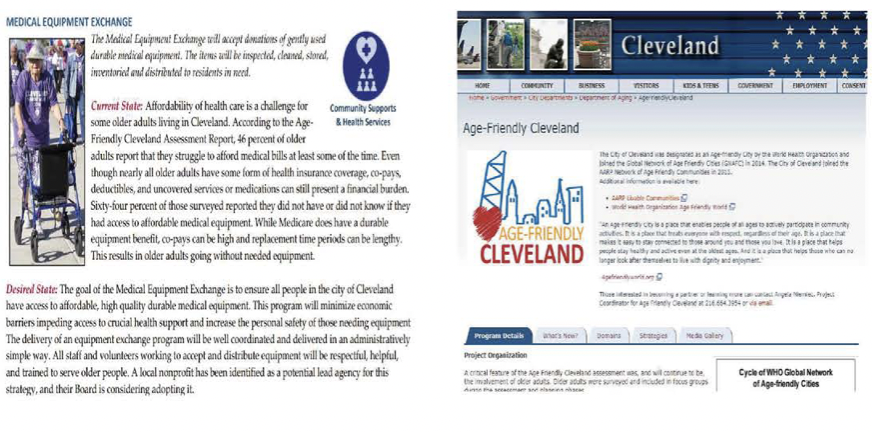 MEDICAL EQUIPMENT EXCHANGE
The Medical Equipment Exchange will accept donations of gently used
durable medical equipment. The items will be inspected, cleaned, stored,
inventoried and distributed to residents in need.
Community Supports
& Health Services
Current State: Affordability of health care is a challenge for
some older adults living in Cleveland. According to the Age-
Friendly Cleveland Assessment Report, 46 percent of older
adults report that they struggle to afford medical bills at least some of the time. Even
though nearly all older adults have some form of health insurance coverage, co-pays,
deductibles, and uncovered services or medications can still present a financial burden.
Sixty-four percent of those surveyed reported they did not have or did not know if they
had access to affordable medical equipment. While Medicare does have a durable
equipment benefit, co-pays can be high and replacement time periods can be lengthy.
This results in older adults going without needed equipment.
Desired State: The goal of the Medical Equipment Exchange is to ensure all people in the city of Cleveland
have access to affordable, high quality durable medical equipment. This program will minimize economic
barriers impeding access to crucial health support and increase the personal safety of those needing equipment
The delivery of an equipment exchange program will be well coordinated and delivered in an administratively
simple way. All staff and volunteers working to accept and distribute equipment will be respectful, helpful,
and trained to serve older people. A local nonprofit has been identified as a potential lead agency for this
strategy, and their Board is considering adopting it.
Cleveland
HOME COMMUNITY BUSINESS VISITORS KIDS & TEENS GOVERNMENT EMPLOYMENT CONSENT
Home > Government > City Departments > Department of Aging > AgeFriendlyCleveland
Age-Friendly Cleveland
AGE-FRIENDLY
CLEVELAND
The City of Cleveland was designated as an Age-friendly City by the World Health Organization and
joined the Global Network of Age Friendly Cities (GNAFC) in 2014. The City of Cleveland joined the
AARP Network of Age Friendly Communities in
Additional information is available here:
AARP Livable Communities
World Health Organization Age Friendly World
"An Age Friendly City is a place that enables people of all ages to actively participate in community
activities. It is a place that treats everyone with respect, regardless of their age. It is a place that
makes it easy to stay connected to those around you and those you love. It is a place that helps
people stay healthy and active even at the oldest ages. And it is a place that helps those who can no
longer look after themselves to live with dignity and enjoyment."
Agefriendlyworld.org
Those interested in becoming a partner or learning more can contact Angela Project
Coordinator for Age Friendly Cleveland at or via email.
Program Details What's New? Domains Strategies Media Gallery
Project Organization
A critical feature of the Age Friendly Cleveland assessment was, and will continue to be,
the involvement of older adults. Older adults were surveyed and included in focus groups
during the assessment and planning phases
Cycle of WHO Global Network
of Age-friendly Cities